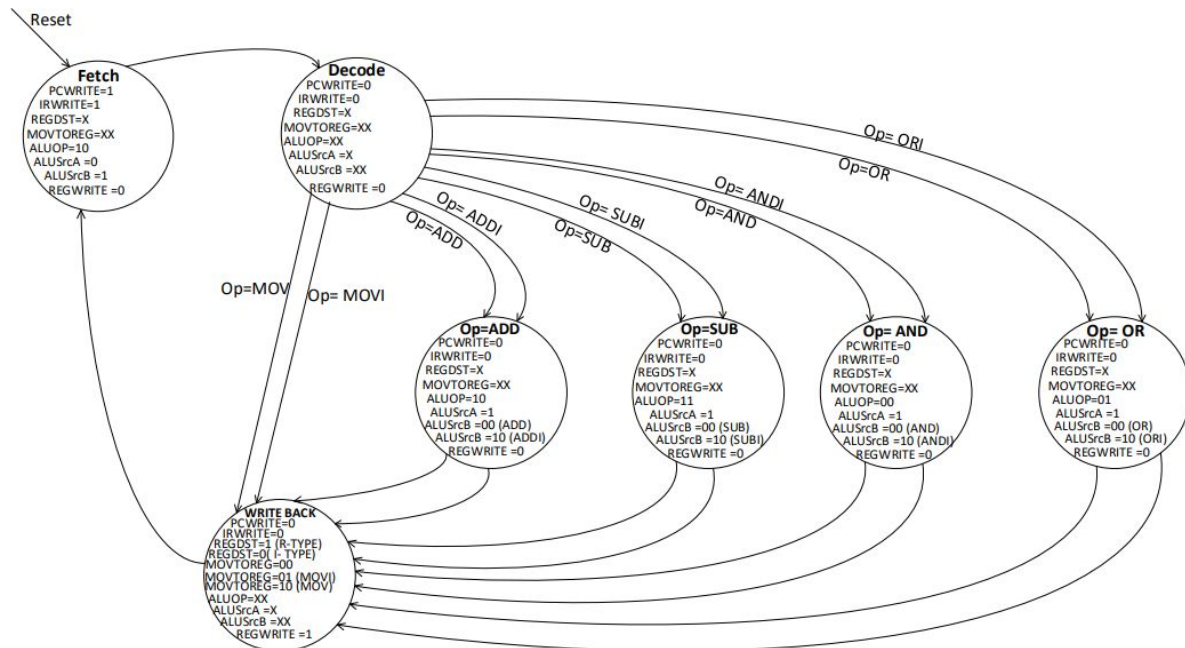 Reset
Fetch
PCWRITE=1
IRWRITE=1
REGDST=X
MOVTOREG=XX
ALUOP=10
ALUSrcA =0
ALUSrcB =1
REGWRITE =0
Decode
PCWRITE=0
IRWRITE=0
REGDST=X
MOVTOREG=XX
ALUOP=XX
ALUSrcA =X
ALUSrcB =XX
REGWRITE =0
Op= ORI
Op=OR
Op= ANDI
Op=AND
Op= SUBI
Op=SUB
Op= ADDI
Op=ADD
Op=MOV
Op= MOVI
Op=ADD
PCWRITE=0
IRWRITE=0
REGDST=X
MOVTOREG=XX
ALUOP=10
ALUSrcA =1
ALUSrcB =00 (ADD)
ALUSrcB =10 (ADDI)
REGWRITE =0
Op=SUB
PCWRITE=0
IRWRITE=0
REGDST=X
MOVTOREG=XX
ALUOP=11
ALUSrcA =1
ALUSrcB =00 (SUB)
ALUSrcB =10 (SUBI)
REGWRITE =0
Op= AND
PCWRITE=0
IRWRITE=0
REGDST=X
MOVTOREG=XX
ALUOP=00
ALUSrcA =1
ALUSrcB =00 (AND)
ALUSrcB =10 (ANDI)
REGWRITE =0
Op= OR
PCWRITE=0
IRWRITE=0
REGDST=X
MOVTOREG=XX
ALUOP=01
ALUSrcA =1
ALUSrcB =00 (OR)
ALUSrcB =10 (ORI)
REGWRITE =0
WRITE BACK
PCWRITE=0
IRWRITE=0
REGDST=1 (R-TYPE)
REGDST=0( I- TYPE)
MOVTOREG=00
MOVTOREG=01 (MOVI)
MOVTOREG=10 (MOV)
ALUOP=XX
ALUSrcA =X
ALUSrcB =XX
REGWRITE =1